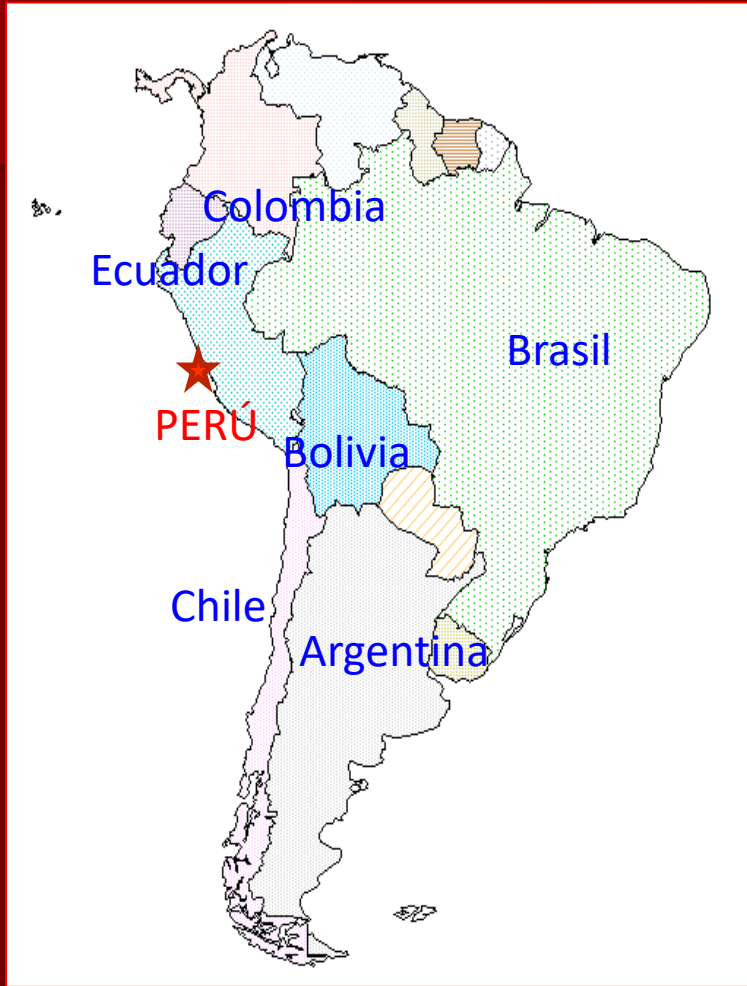 Colombia
Ecuador
Brasil
PERÚ
Bolivia
Chile
Argentina